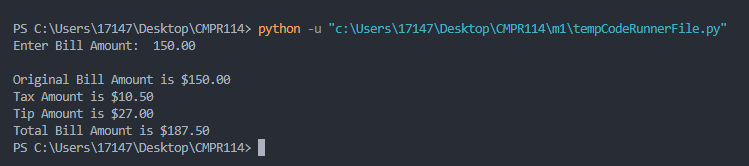 PS C:\Users\17147\Desktop\CMPR114> python -u "c:\Users\17147\Desktop\CMPR114\m1\tempCodeRunnerFile.py"
Enter Bill Amount:  150.00
Original Bill Amount is $150.00
Tax Amount is $10.50
Tip Amount is $27.00
Total Bill Amount is $187.50
PS C:\Users\17147\Desktop\CMPR114>